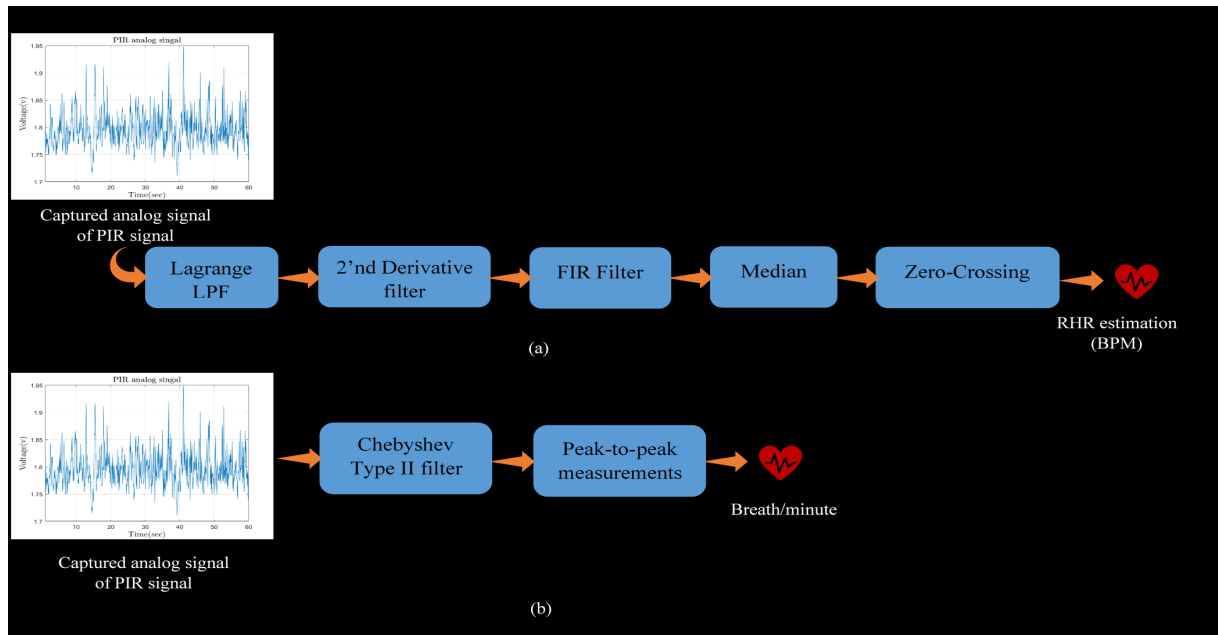 PIR analog singal
1.95
1.9
1.85
1.8
1.75
1.7
Voltage(v)
10 20 30 40 50 60
Time(sec)
Captured analog signal
of PIR signal
Lagrange
LPF
2'nd Derivative
filter
FIR Filter
Median
Zero-Crossing
RHR estimation
(BPM)
(a)
PIR analog singal
1.95
1.9
1.85
1.8
1.75
1.7
Voltage(v)
10 20 30 40 50 60
Time(sec)
Captured analog signal
of PIR signal
Chebyshev
Type II filter
Peak-to-peak
measurements
Breath/minute
(b)